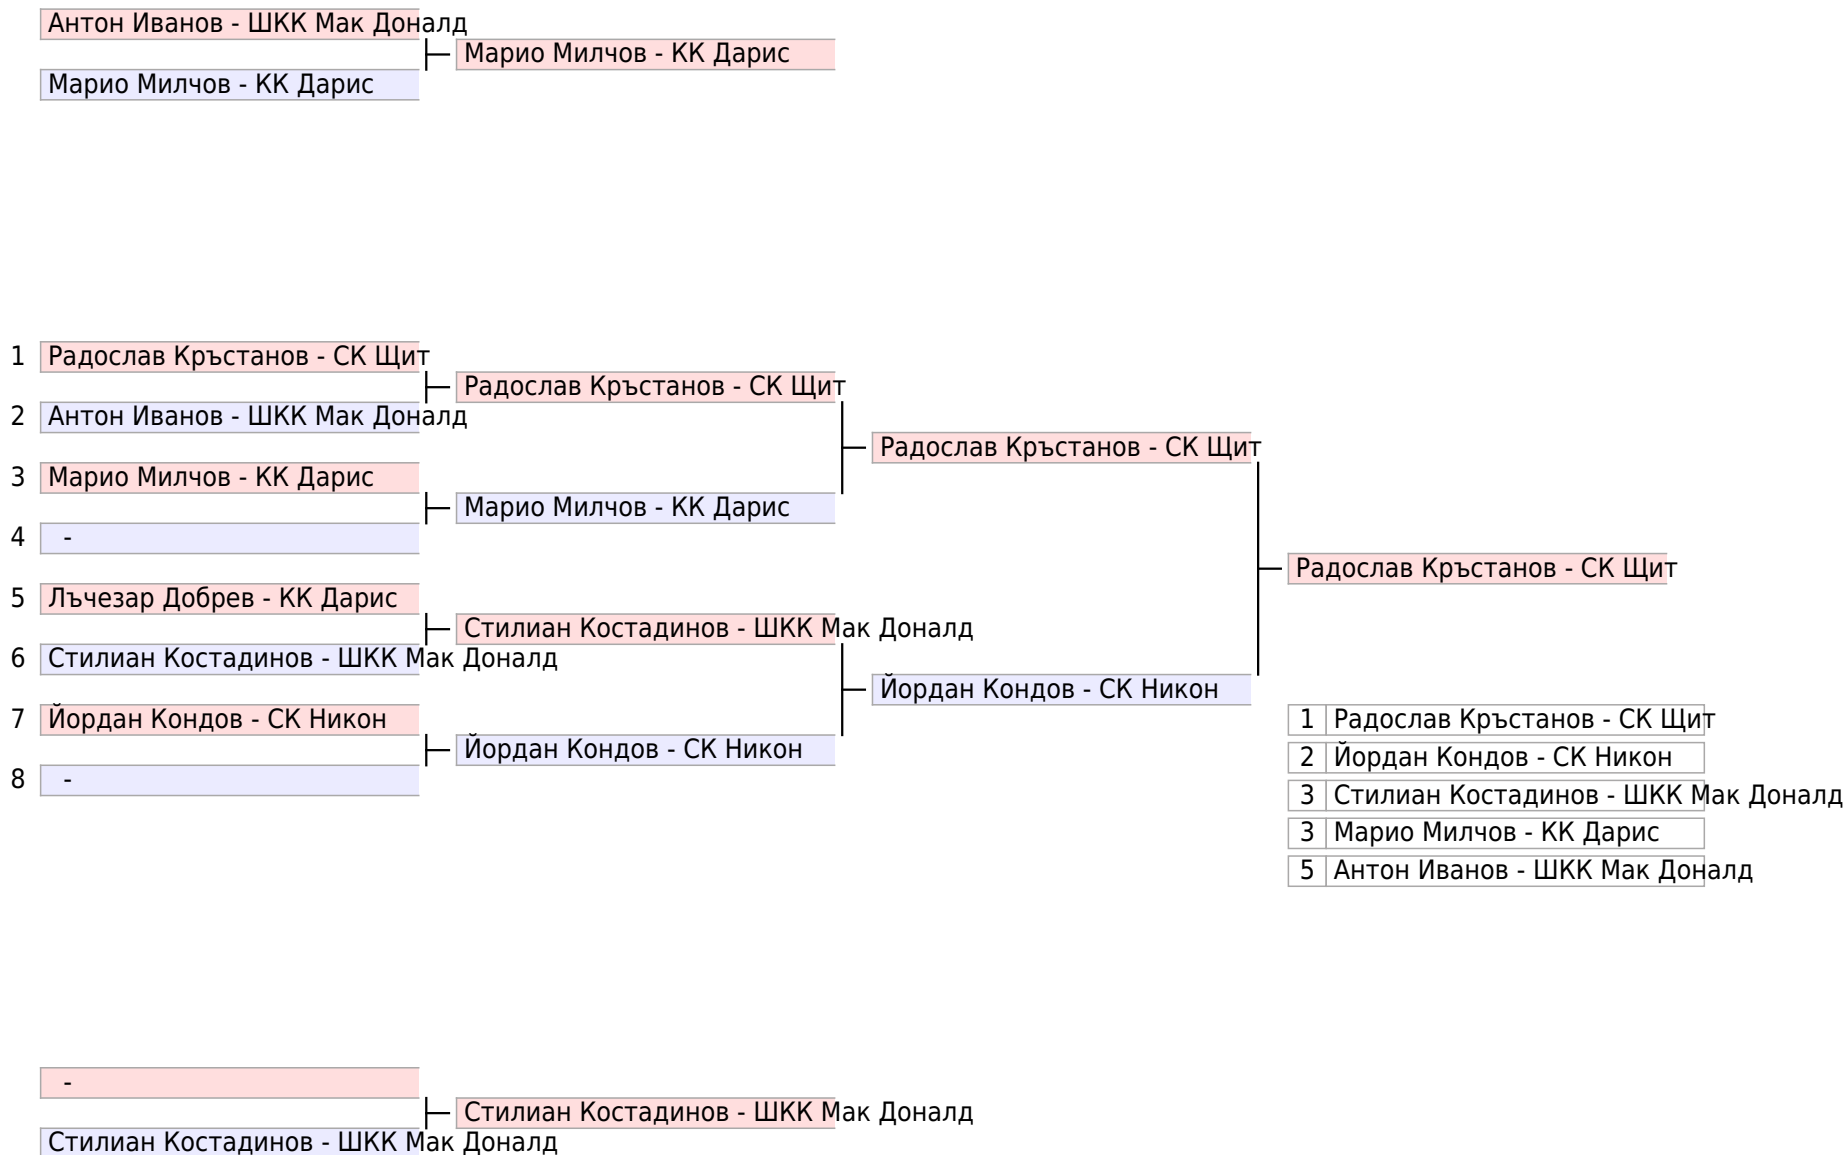 Антон Иванов - ШКК Мак Доналд
Марио Милчов - КК Дарис
Марио Милчов - КК Дарис
1 Радослав Кръстанов - СК Щит
Радослав Кръстанов - СК Щит
2 Антон Иванов - ШКК Мак Доналд
Радослав Кръстанов - СК Щит
3 Марио Милчов - КК Дарис
Марио Милчов - КК Дарис
4 -
Радослав Кръстанов - СК Щит
5 Лъчезар Добрев - КК Дарис
Стилиан Костадинов - ШКК Мак Доналд
6 Стилиан Костадинов - ШКК Мак Доналд
Йордан Кондов - СК Никон
7 Йордан Кондов - СК Никон
Йордан Кондов - СК Никон
8 -
1 Радослав Кръстанов - СК Щит
2 Йордан Кондов - СК Никон
3 Стилиан Костадинов - ШКК Мак Доналд
3 Марио Милчов - КК Дарис
5 Антон Иванов - ШКК Мак Доналд
-
Стилиан Костадинов - ШКК Мак Доналд
Стилиан Костадинов - ШКК Мак Доналд